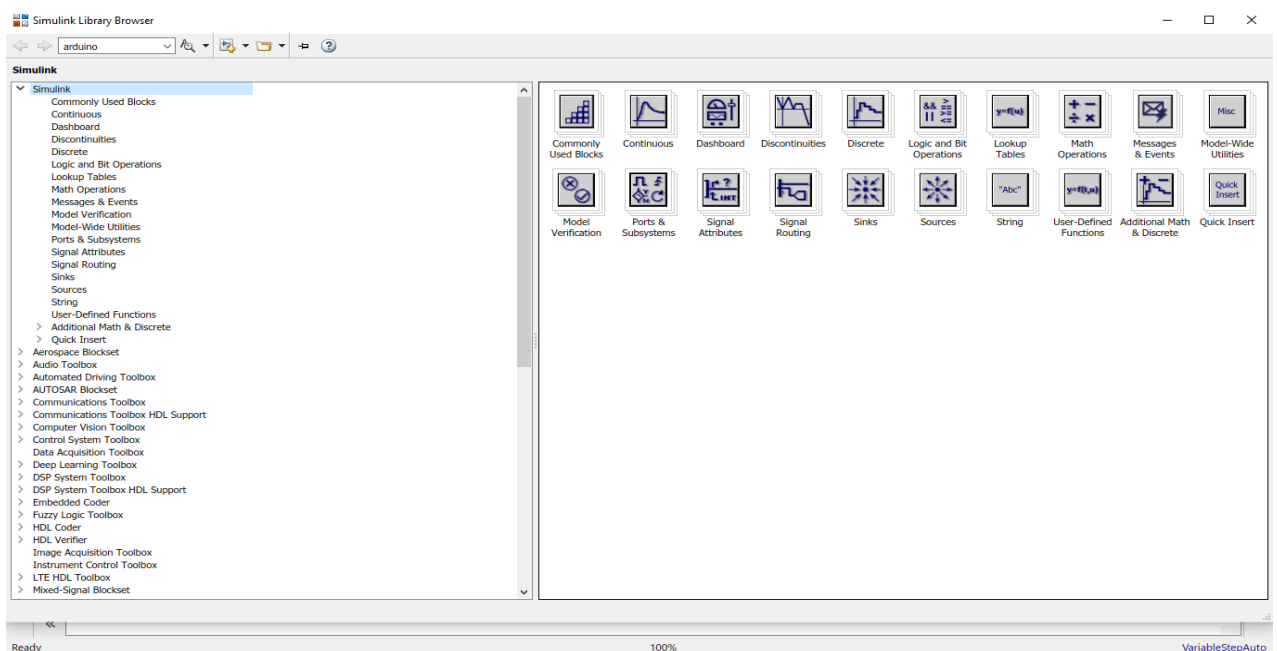 Simulink Library Browser
arduino
Simulink
Simulink
Commonly Used Blocks
Continuous
Dashboard
Discontinuities
Discrete
Logic and Bit Operations
Lookup Tables
Math Operations
Messages & Events
Model Verification
Model-Wide Utilities
Ports & Subsystems
Signal Attributes
Signal Routing
Sinks
Sources
String
User-Defined Functions
Additional Math & Discrete
Quick Insert
Aerospace Blockset
Audio Toolbox
Automated Driving Toolbox
AUTOSAR Blockset
Communications Toolbox
Communications Toolbox HDL Support
Computer Vision Toolbox
Control System Toolbox
Data Acquisition Toolbox
Deep Learning Toolbox
DSP System Toolbox
DSP System Toolbox HDL Support
Embedded Coder
Fuzzy Logic Toolbox
HDL Coder
HDL Verifier
Image Acquisition Toolbox
Instrument Control Toolbox
LTE HDL Toolbox
Mixed-Signal Blockset
&& > || >= == <= y=f(u) + − ÷ × Misc
Commonly Continuous Dashboard Discontinuities Discrete Logic and Bit Lookup Math Messages Model-Wide
Used Blocks Operations Tables Operations & Events Utilities
? INT "Abc" y=f(t,u) Quick Insert
Model Ports & Signal Signal Sinks Sources String User-Defined Additional Math Quick Insert
Verification Subsystems Attributes Routing Functions & Discrete
Ready 100% VariableStepAuto